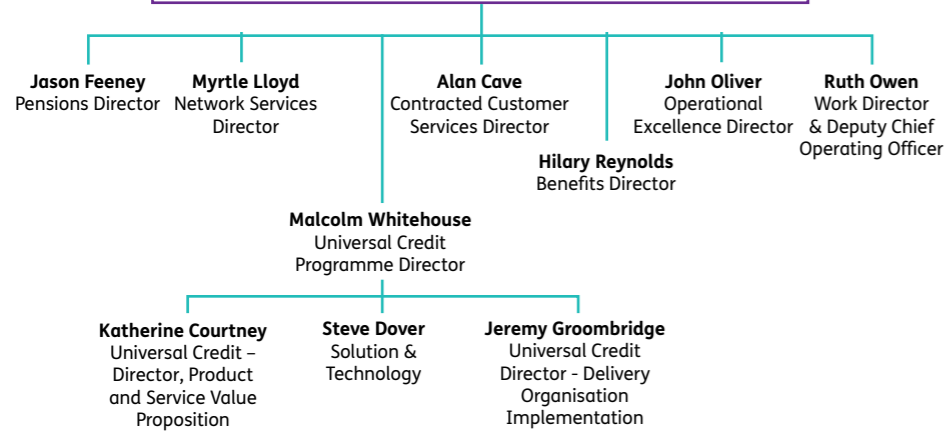 Jason Feeney
Pensions Director
Myrtle Lloyd
Network Services
Director
Alan Cave
Contracted Customer
Services Director
John Oliver
Operational
Excellence Director
Ruth Owen
Work Director
& Deputy Chief
Operating Officer
Hilary Reynolds
Benefits Director
Malcolm Whitehouse
Universal Credit
Programme Director
Katherine Courtney
Universal Credit –
Director, Product
and Service Value
Proposition
Steve Dover
Solution &
Technology
Jeremy Groombridge
Universal Credit
Director - Delivery
Organisation
Implementation